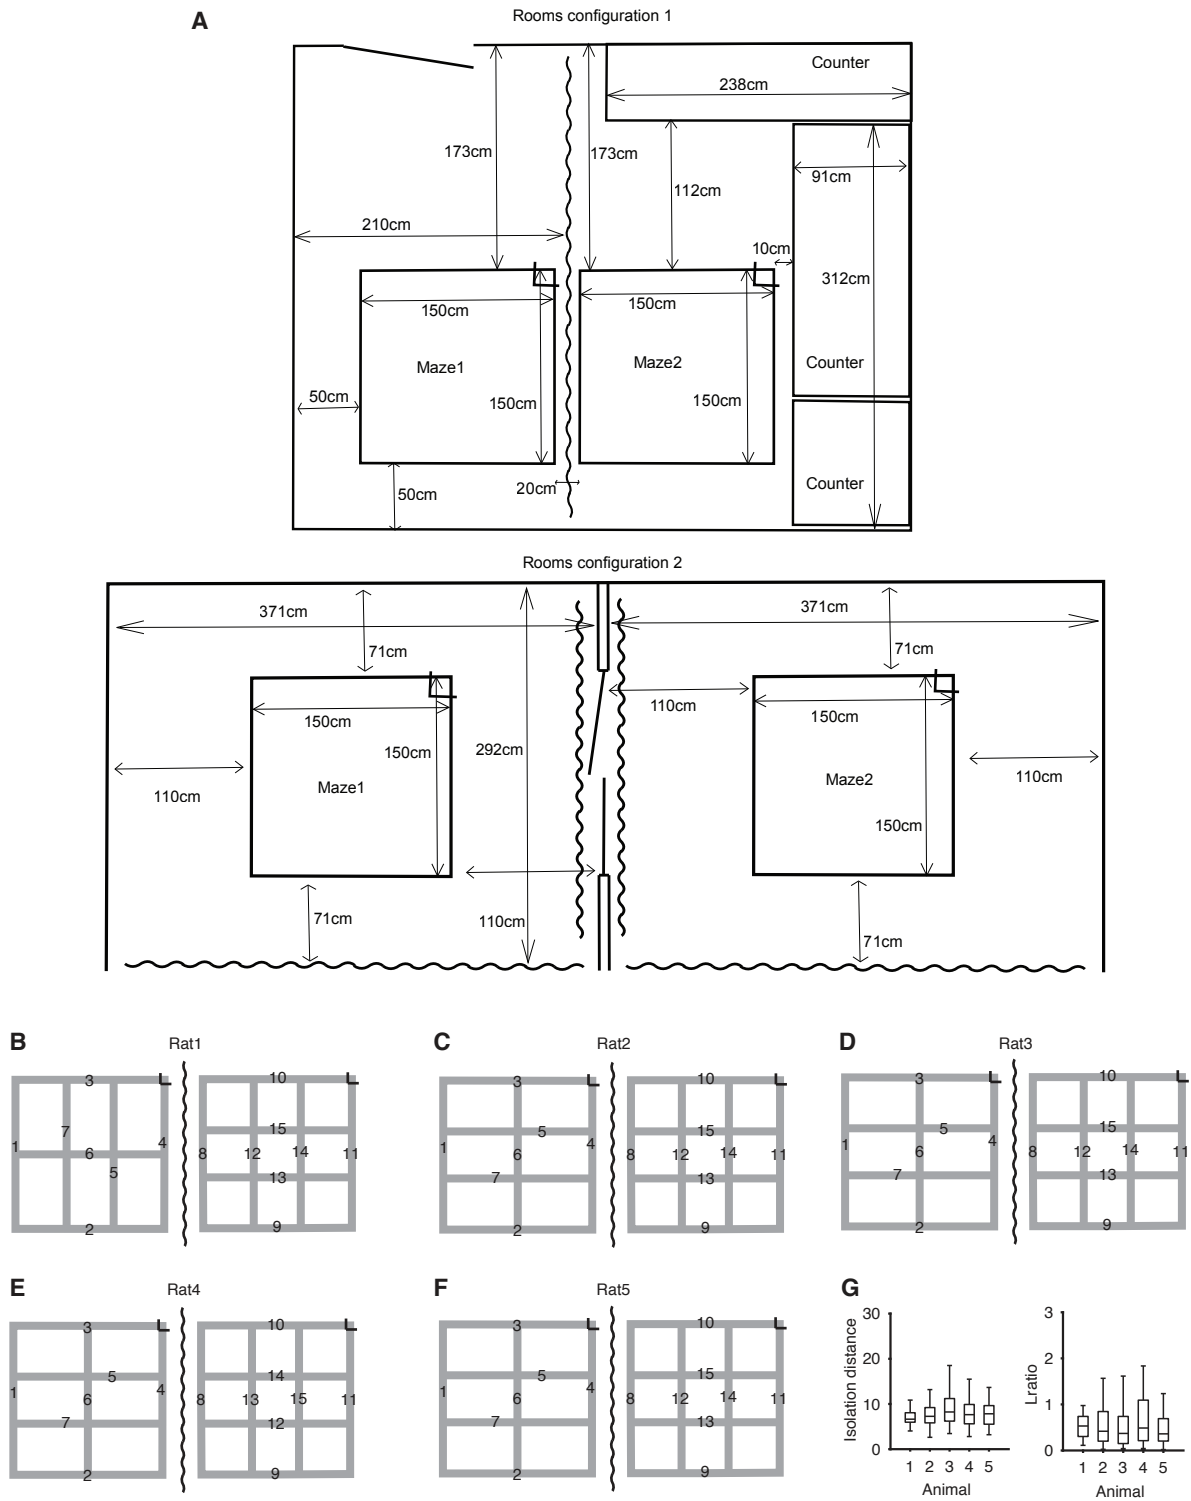 A
Rooms configuration 1
Counter
238cm
173cm
173cm
112cm
91cm
210cm
10cm
312cm
150cm
150cm
Maze1
Maze2
Counter
50cm
150cm
150cm
50cm
20cm
Counter
Rooms configuration 2
371cm
371cm
71cm
71cm
150cm
150cm
292cm
110cm
150cm
Maze1
Maze2
110cm
110cm
150cm
71cm
110cm
71cm
B
Rat1
3
10
7
15
1
6
4
8
12
14
11
5
13
2
9
C
Rat2
3
10
5
15
1
6
4
8
12
14
11
7
13
2
9
D
Rat3
3
10
5
15
1
6
4
8
12
14
11
7
13
2
9
E
Rat4
3
10
5
14
1
6
4
8
13
15
11
7
12
2
9
F
Rat5
3
10
5
15
1
6
4
8
12
14
11
7
13
2
9
G
Isolation distance
30
20
10
0
1 2 3 4 5
Animal
Lratio
3
2
1
0
1 2 3 4 5
Animal